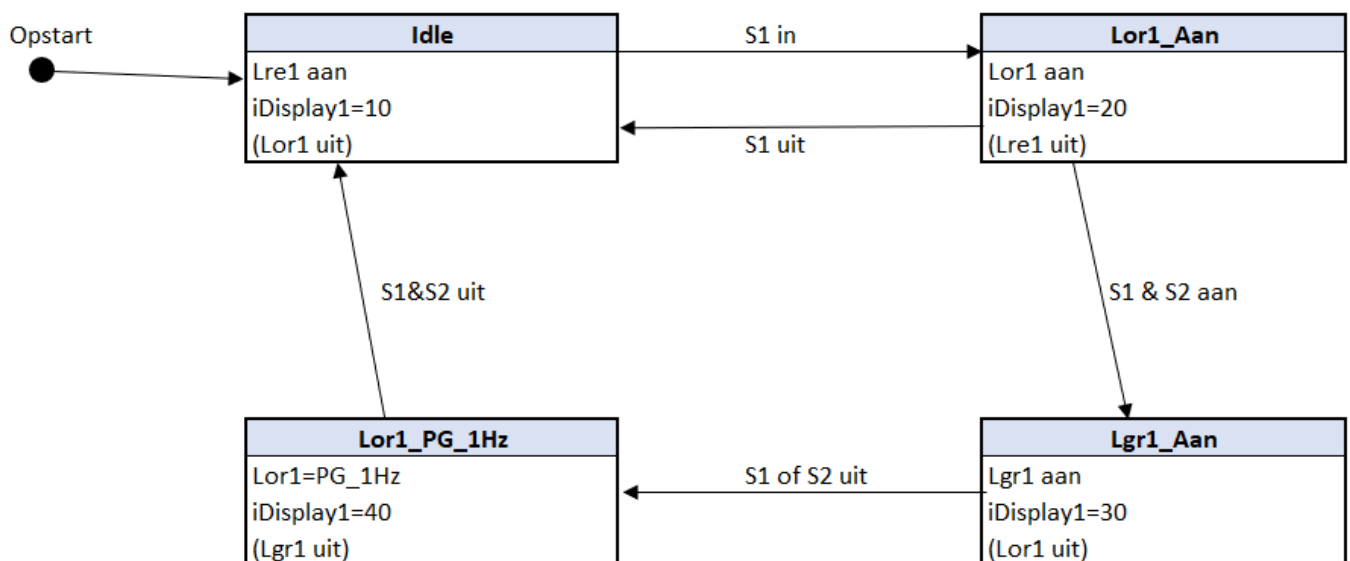 Opstart
Idle
Lre1 aan
iDisplay1=10
(Lor1 uit)
S1 in
S1 uit
Lor1_Aan
Lor1 aan
iDisplay1=20
(Lre1 uit)
S1&S2 uit
S1 & S2 aan
Lor1_PG_1Hz
Lor1=PG_1Hz
iDisplay1=40
(Lgr1 uit)
S1 of S2 uit
Lgr1_Aan
Lgr1 aan
iDisplay1=30
(Lor1 uit)